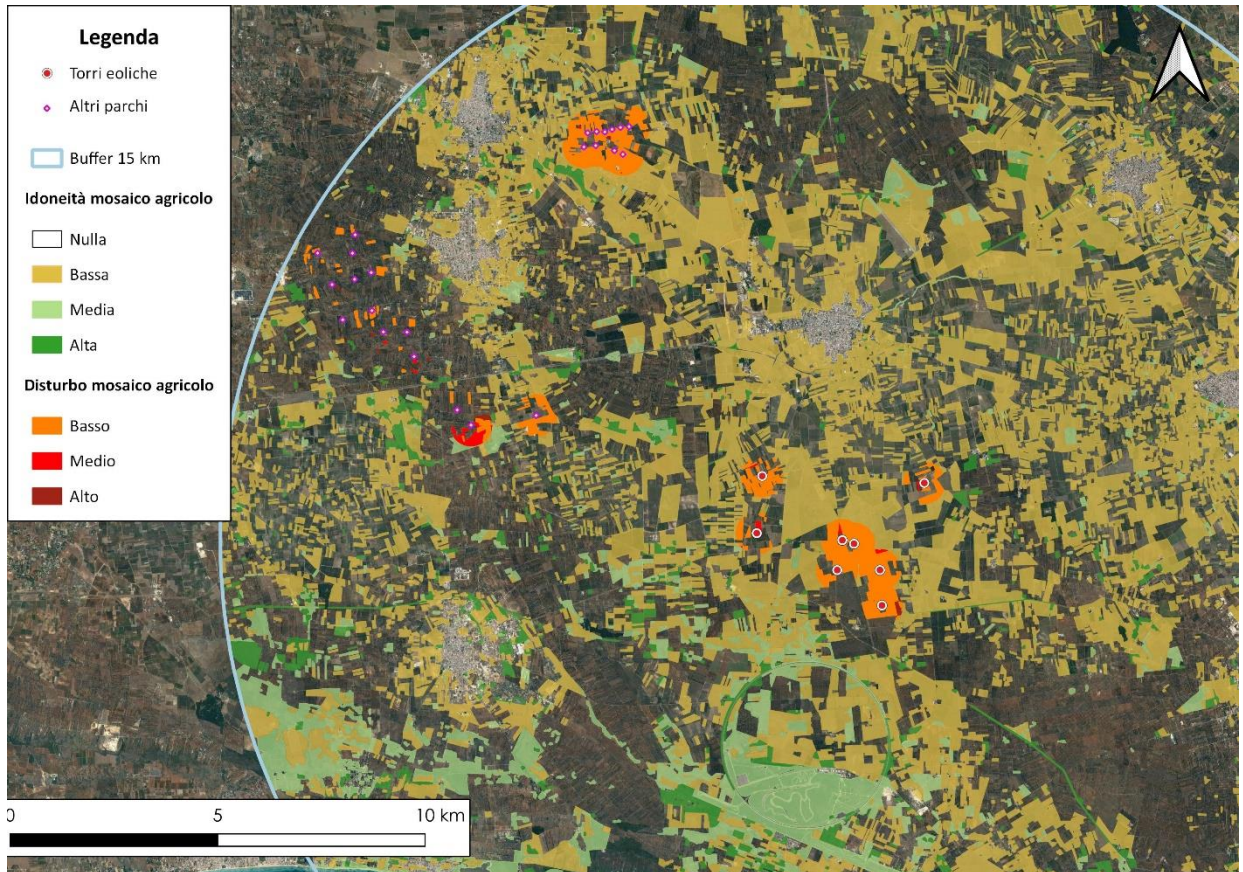 Legenda
Torri eoliche
Altri parchi
Buffer 15 km
Idoneità mosaico agricolo
Nulla
Bassa
Media
Alta
Disturbo mosaico agricolo
Basso
Medio
Alto
0 5 10 km